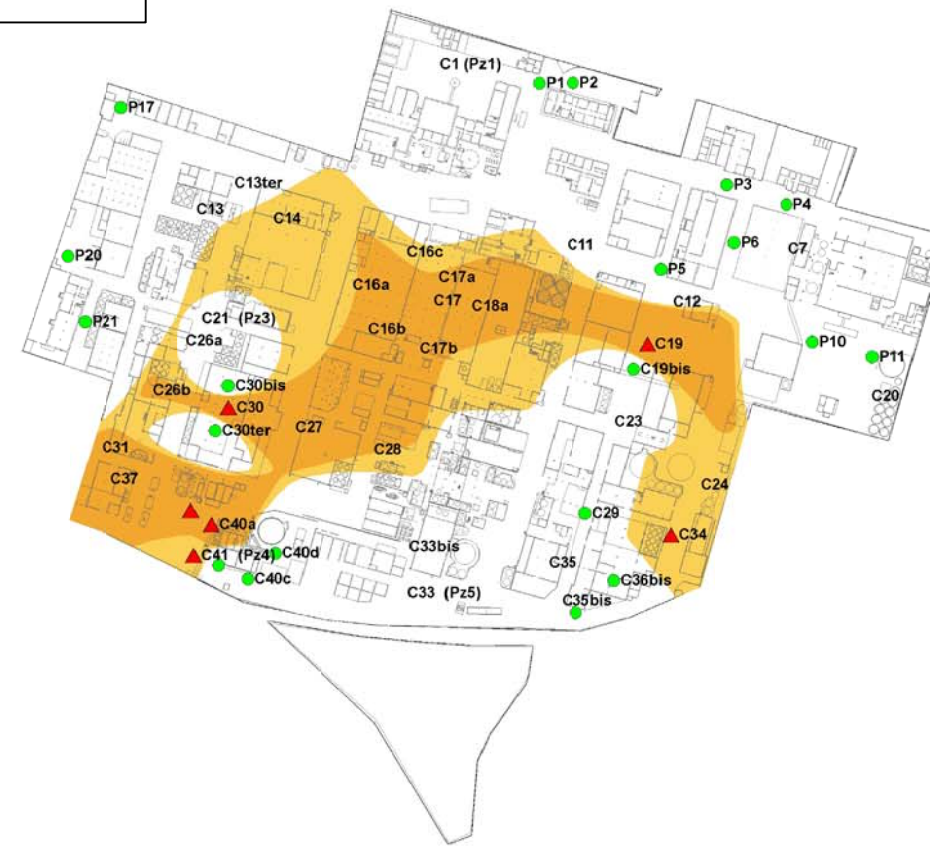 C1 (Pz1)
P1
P2
P17
P3
C13ter
P4
C13
C14
C11
P6
C7
C16c
P20
P5
C17a
C16a
C17
C18a
C12
P21
C21 (Pz3)
C16b
C26a
C17b
C19
P10
P11
C19bis
C30bis
C26b
C20
C30
C23
C30ter
C27
C31
C28
C37
C24
C29
C40a
C34
C33bis
C41 (Pz4)
C40d
C35
C40c
C36bis
C33 (Pz5)
C35bis